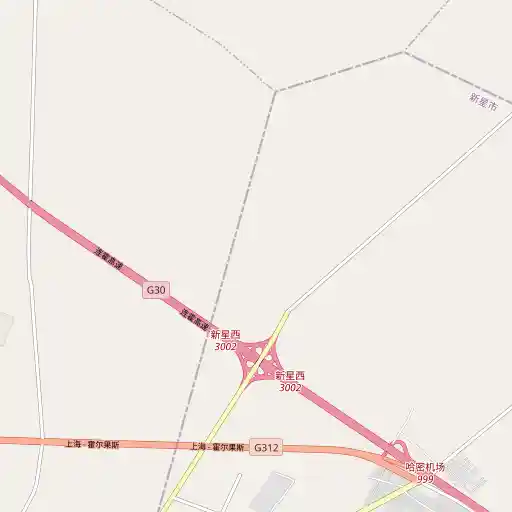 新星市
连霍高速
G30
连霍高速
新星西
3002
新星西
3002
上海 - 霍尔果斯
上海 - 霍尔果斯
G312
哈密机场
999